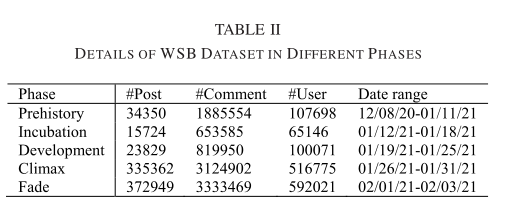 TABLE II
DETAILS OF WSB DATASET IN DIFFERENT PHASES
Phase #Post #Comment #User Date range
Prehistory 34350 1885554 107698 12/08/20-01/11/21
Incubation 15724 653585 65146 01/12/21-01/18/21
Development 23829 819950 100071 01/19/21-01/25/21
Climax 335362 3124902 516775 01/26/21-01/31/21
Fade 372949 3333469 592021 02/01/21-02/03/21